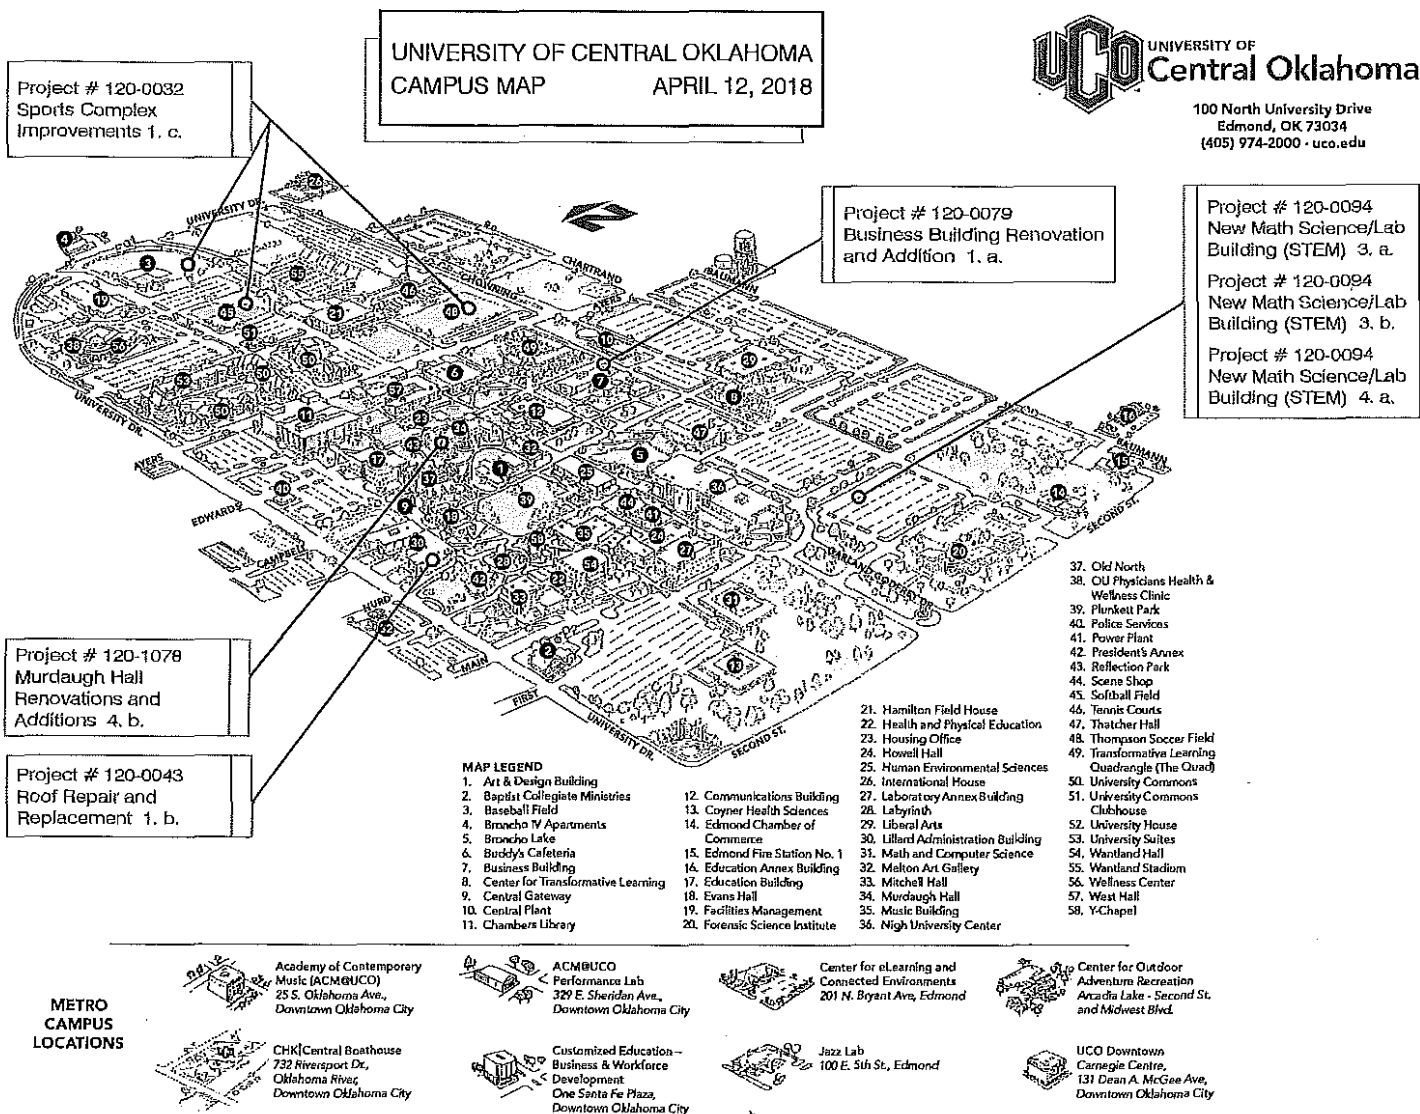 UNIVERSITY OF CENTRAL OKLAHOMA
CAMPUS MAP APRIL 12, 2018
UCO
UNIVERSITY OF
Central Oklahoma
100 North University Drive
Edmond, OK 73034
(405) 974-2000 · uco.edu
Project # 120-0032
Sports Complex
Improvements 1. c.
Project # 120-0079
Business Building Renovation
and Addition 1. a.
Project # 120-0094
New Math Science/Lab
Building (STEM) 3. a.
Project # 120-0094
New Math Science/Lab
Building (STEM) 3. b.
Project # 120-0094
New Math Science/Lab
Building (STEM) 4. a.
Project # 120-1078
Murdaugh Hall
Renovations and
Additions 4. b.
Project # 120-0043
Roof Repair and
Replacement 1. b.
UNIVERSITY DR.
CHOWNING
CHARTRAND
AYERS
BAUMANN
UNIVERSITY DR.
AYERS
EDWARDS
CAMPBELL
HURD
MAIN
FIRST
UNIVERSITY DR.
SECOND ST.
GARLAND GODFREY DR.
SECOND ST.
BAUMANN
MAP LEGEND
1. Art & Design Building
2. Baptist Collegiate Ministries
3. Baseball Field
4. Broncho IV Apartments
5. Broncho Lake
6. Buddy's Cafeteria
7. Business Building
8. Center for Transformative Learning
9. Central Gateway
10. Central Plant
11. Chambers Library
12. Communications Building
13. Coyner Health Sciences
14. Edmond Chamber of
Commerce
15. Edmond Fire Station No. 1
16. Education Annex Building
17. Education Building
18. Evans Hall
19. Facilities Management
20. Forensic Science Institute
21. Hamilton Field House
22. Health and Physical Education
23. Housing Office
24. Howell Hall
25. Human Environmental Sciences
26. International House
27. Laboratory Annex Building
28. Labyrinth
29. Liberal Arts
30. Lillard Administration Building
31. Math and Computer Science
32. Melton Art Gallery
33. Mitchell Hall
34. Murdaugh Hall
35. Music Building
36. Nigh University Center
37. Old North
38. OU Physicians Health &
Wellness Clinic
39. Plunkett Park
40. Police Services
41. Power Plant
42. President's Annex
43. Reflection Park
44. Scene Shop
45. Softball Field
46. Tennis Courts
47. Thatcher Hall
48. Thompson Soccer Field
49. Transformative Learning
Quadrangle (The Quad)
50. University Commons
51. University Commons
Clubhouse
52. University House
53. University Suites
54. Wantland Hall
55. Wantland Stadium
56. Wellness Center
57. West Hall
58. Y-Chapel
METRO
CAMPUS
LOCATIONS
Academy of Contemporary
Music (ACM@UCO)
25 S. Oklahoma Ave.,
Downtown Oklahoma City
ACM@UCO
Performance Lab
329 E. Sheridan Ave.,
Downtown Oklahoma City
Center for eLearning and
Connected Environments
201 N. Bryant Ave, Edmond
Center for Outdoor
Adventure Recreation
Arcadia Lake - Second St.
and Midwest Blvd.
CHK|Central Boathouse
732 Riversport Dr.,
Oklahoma River,
Downtown Oklahoma City
Customized Education–
Business & Workforce
Development
One Santa Fe Plaza,
Downtown Oklahoma City
Jazz Lab
100 E. 5th St., Edmond
UCO Downtown
Carnegie Centre,
131 Dean A. McGee Ave,
Downtown Oklahoma City